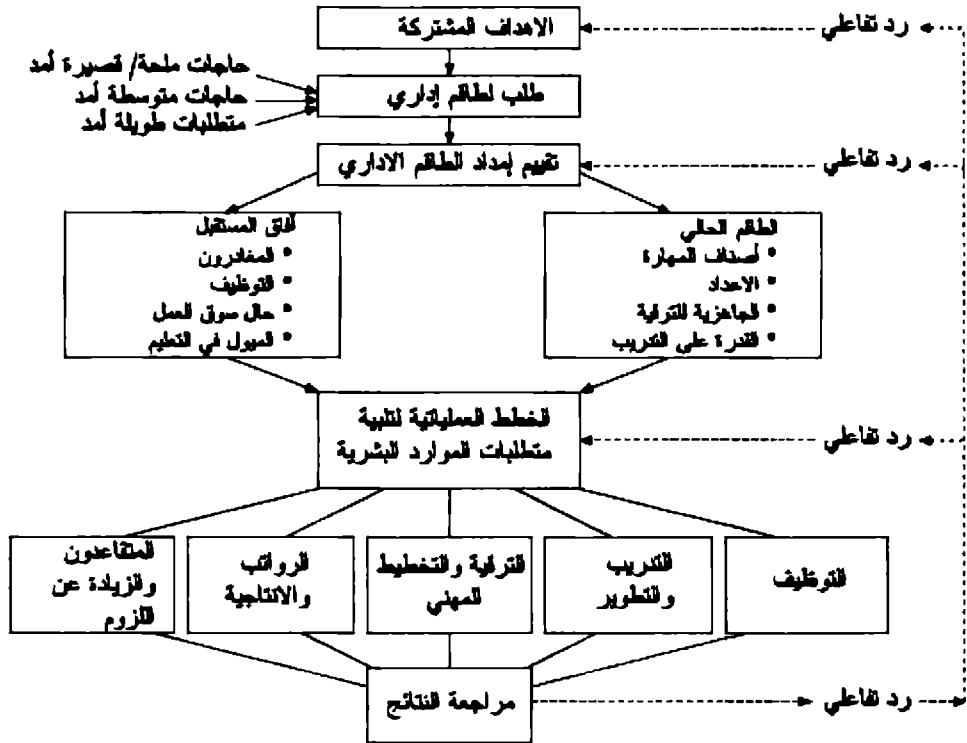 الاهداف المشتركة
رد تفاعلي
حاجات ملحة/ قصيرة أمد
حاجات متوسطة أمد
متطلبات طويلة أمد
طلب لطاقم إداري
تقييم إمداد الطاقم الاداري
رد تفاعلي
الطاقم الحالي
• أصناف المهارة
• الاعداد
• الجاهزية للترقية
• القدرة على التدريب
آفاق المستقبل
• المغادرون
• التوظيف
• حال سوق العمل
• الميول في التعليم
الخطط العملياتية لتلبية
متطلبات الموارد البشرية
رد تفاعلي
التوظيف
التدريب
والتطوير
الترقية والتخطيط
المهني
الرواتب
والانتاجية
المتقاعدون
والزيادة عن
اللزوم
مراجعة النتائج
رد تفاعلي